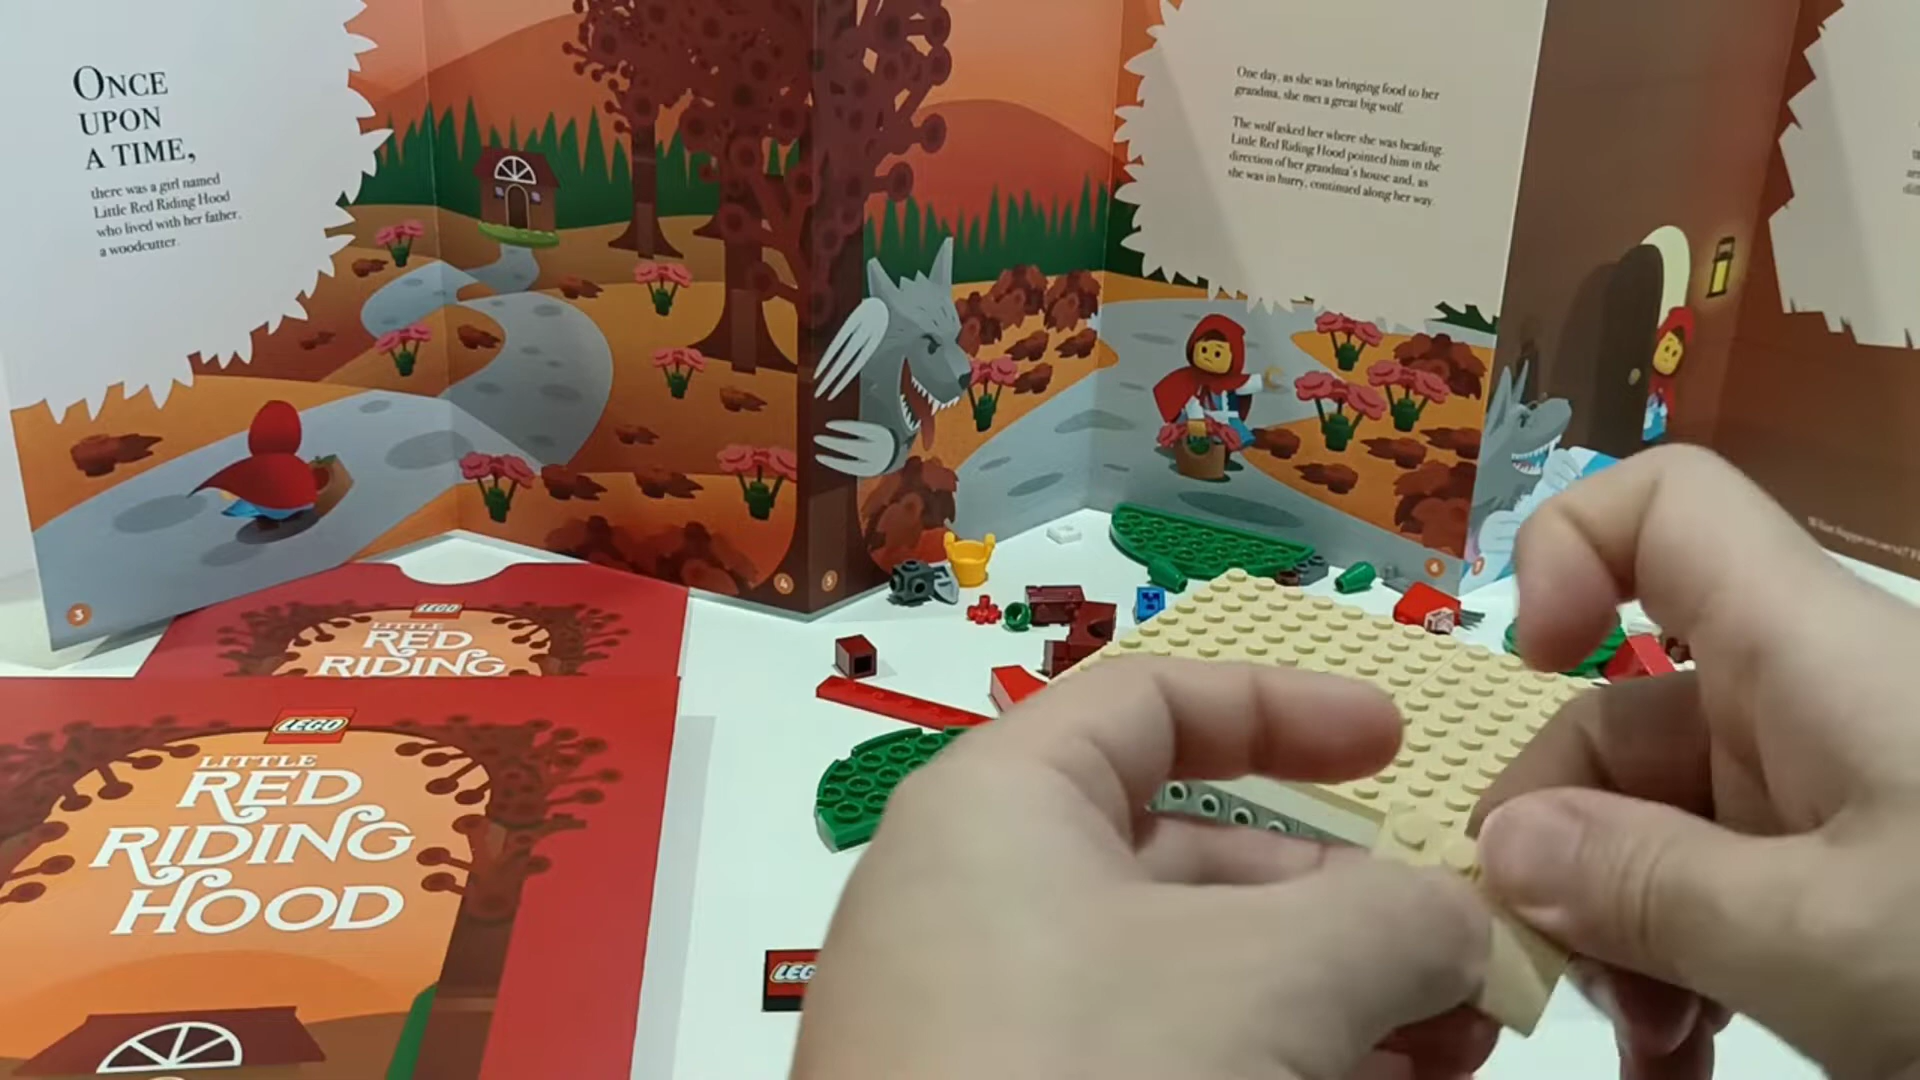 ONCE
UPON
A TIME,
there was a girl named
Little Red Riding Hood
who lived with her father,
a woodcutter.
3
4
5
One day, as she was bringing food to her
grandma, she met a great big wolf.
The wolf asked her where she was heading.
Little Red Riding Hood pointed him in the
direction of her grandma's house and, as
she was in hurry, continued along her way.
6
7
LEGO
LITTLE
RED
RIDING
LEGO
LITTLE
RED
RIDING
HOOD
LEG